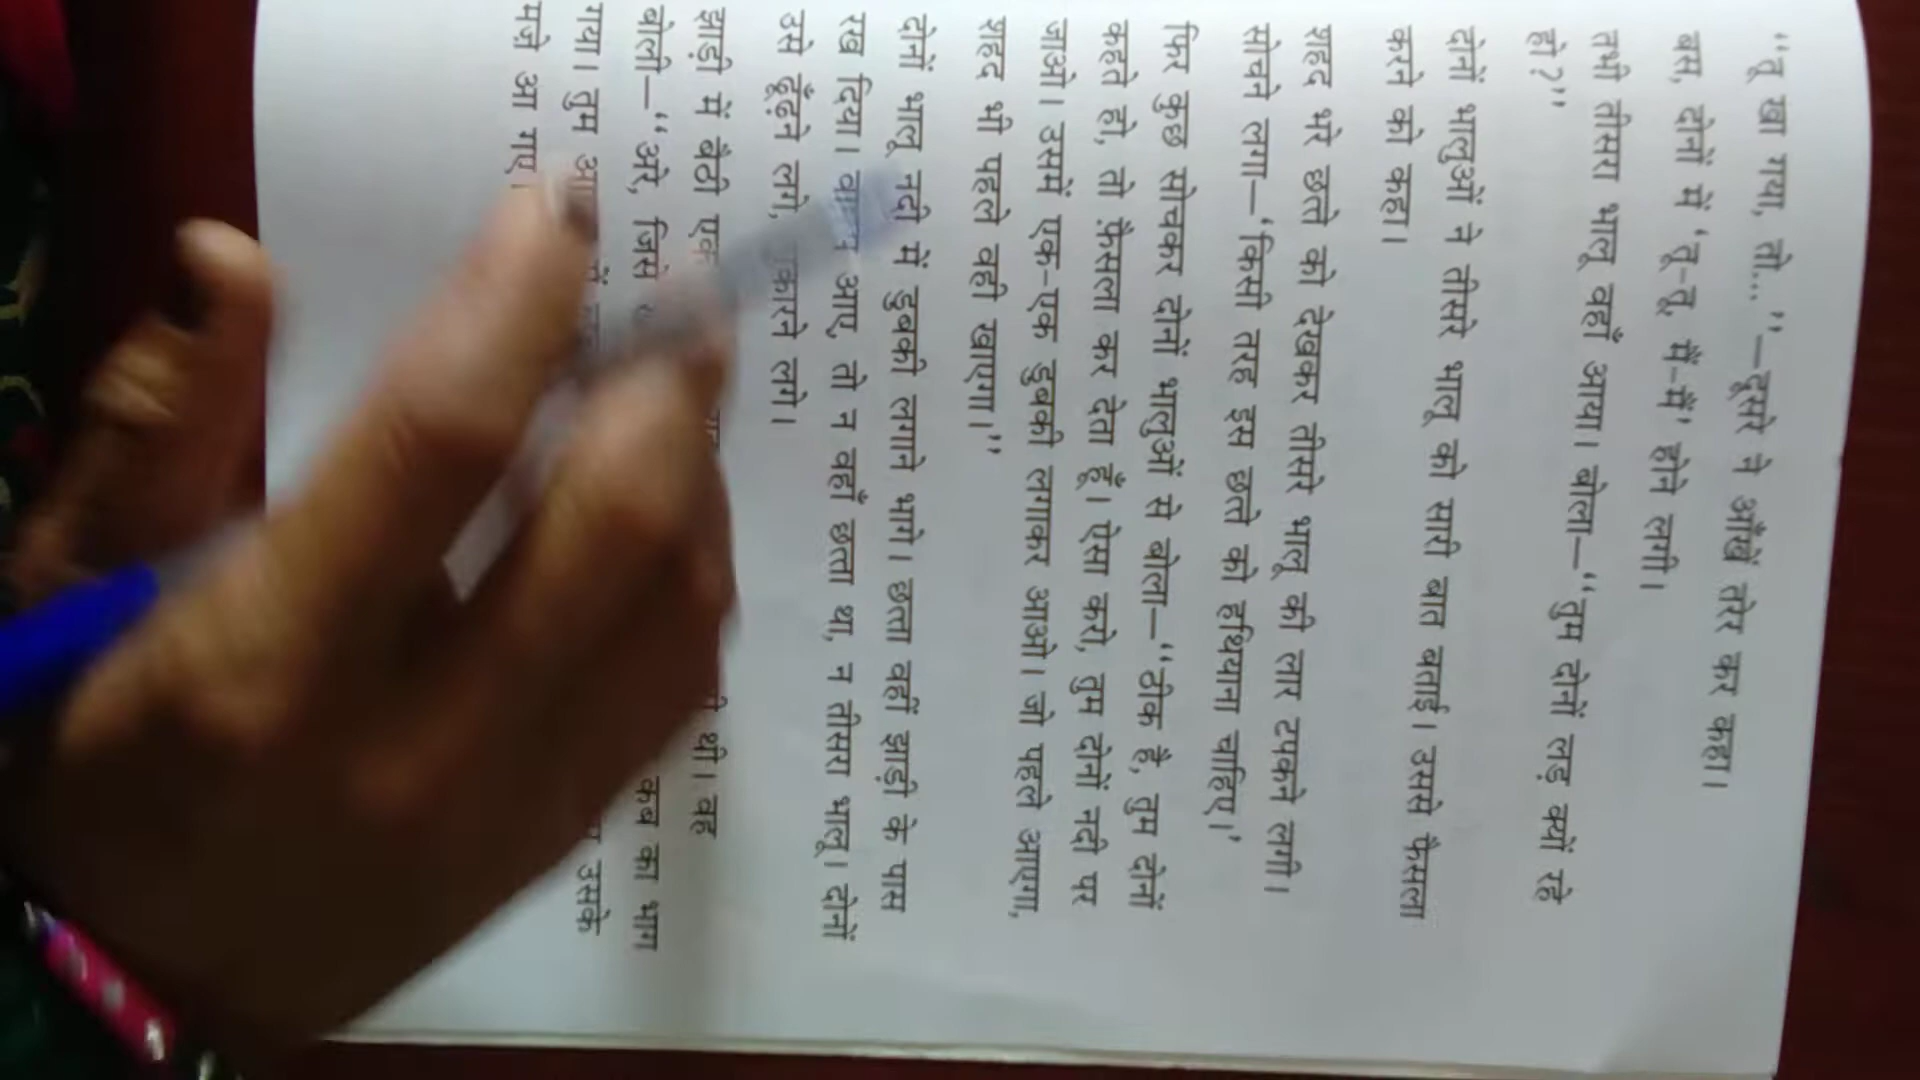 “तू खा गया, तो...”—दूसरे ने आँखें तरेर कर कहा।
बस, दोनों में ‘तू-तू मैं-मैं’ होने लगी।
तभी तीसरा भालू वहाँ आया। बोला—“तुम दोनों लड़ क्यों रहे
हो?”
दोनों भालुओं ने तीसरे भालू को सारी बात बताई। उससे फैसला
करने को कहा।
शहद भरे छत्ते को देखकर तीसरे भालू की लार टपकने लगी।
सोचने लगा—‘किसी तरह इस छत्ते को हथियाना चाहिए।’
फिर कुछ सोचकर दोनों भालुओं से बोला—“ठीक है, तुम दोनों
कहते हो, तो फ़ैसला कर देता हूँ। ऐसा करो, तुम दोनों नदी पर
जाओ। उसमें एक-एक डुबकी लगाकर आओ। जो पहले आएगा,
शहद भी पहले वही खाएगा।”
दोनों भालू नदी में डुबकी लगाने भागे। छत्ता वहीं झाड़ी के पास
रख दिया। आए तो न वहाँ छत्ता था, न तीसरा भालू। दोनों
उसे ढूँढ़ने लगे, लगे।
झाड़ी में बैठी थी। वह
बोली—“अरे, जिसे कब का भाग
गया। तुम उसके
मज़े आ गए।